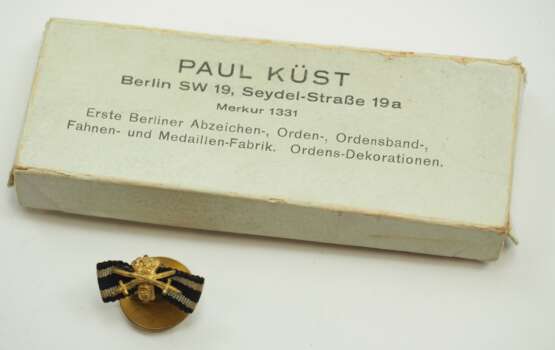 PAUL KÜST
Berlin SW 19, Seydel-Straße 19a
Merkur 1331
Erste Berliner Abzeichen-, Orden-, Ordensband-,
Fahnen- und Medaillen-Fabrik. Ordens-Dekorationen.